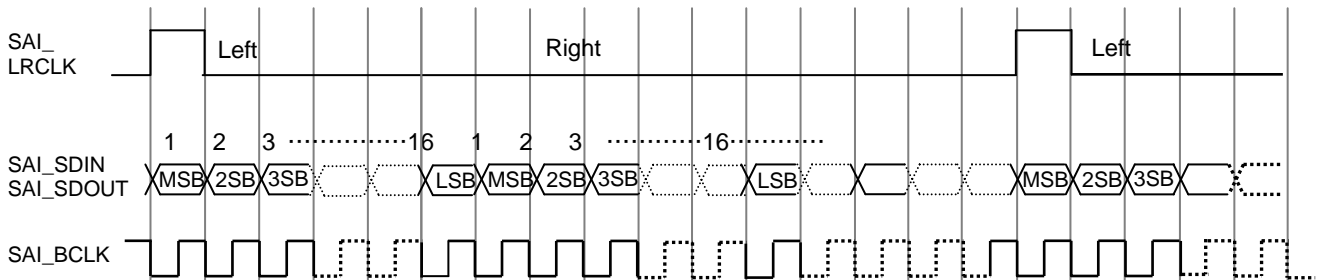 SAI_
LRCLK
Left
Right
Left
1 2 3 ············16 1 2 3 ············16············
SAI_SDIN
SAI_SDOUT
MSB 2SB 3SB LSB MSB 2SB 3SB LSB MSB 2SB 3SB
SAI_BCLK